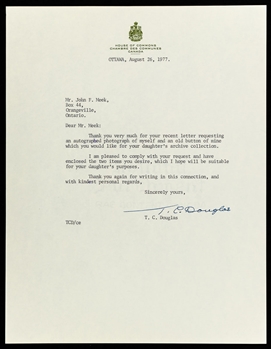 HOUSE OF COMMONS
CHAMBRE DES COMMUNES
CANADA
OTTAWA, August 26, 1977.
Mr. John F. Meek,
Box 44,
Orangeville,
Ontario.
Dear Mr. Meek:
Thank you very much for your recent letter requesting
an autographed photograph of myself and an old button of mine
which you would like for your daughter's archive collection.
I am pleased to comply with your request and have
enclosed the two items you desire, which I hope will be suitable
for your daughter's purposes.
Thank you again for writing in this connection, and
with kindest personal regards,
Sincerely yours,
T. C. Douglas
T. C. Douglas
TCD/cw